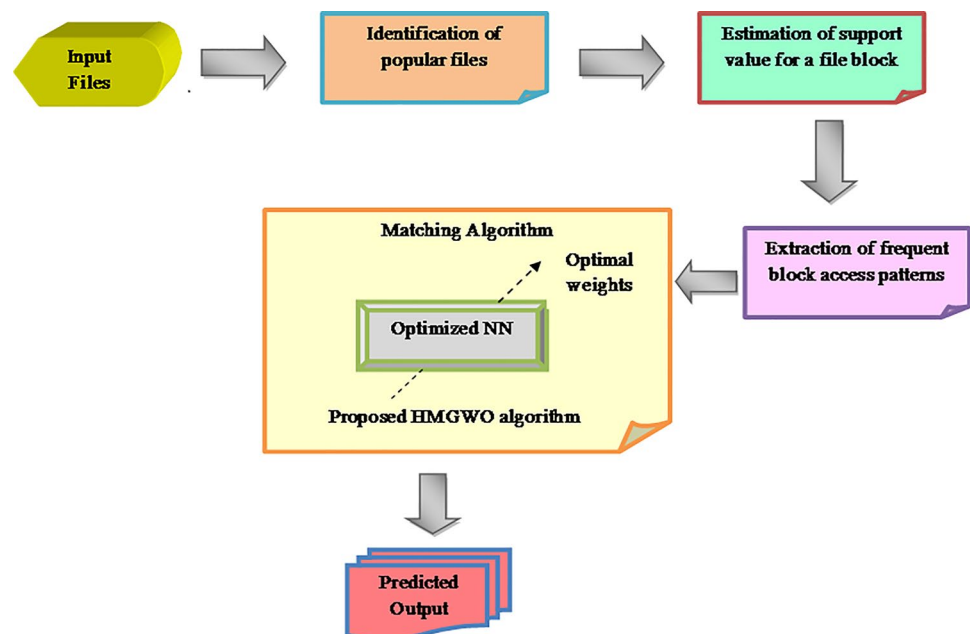 Input
Files
Identification of
popular files
Estimation of support
value for a file block
Extraction of frequent
block access patterns
Matching Algorithm
Optimal
weights
Optimized NN
Proposed HMGWO algorithm
Predicted
Output